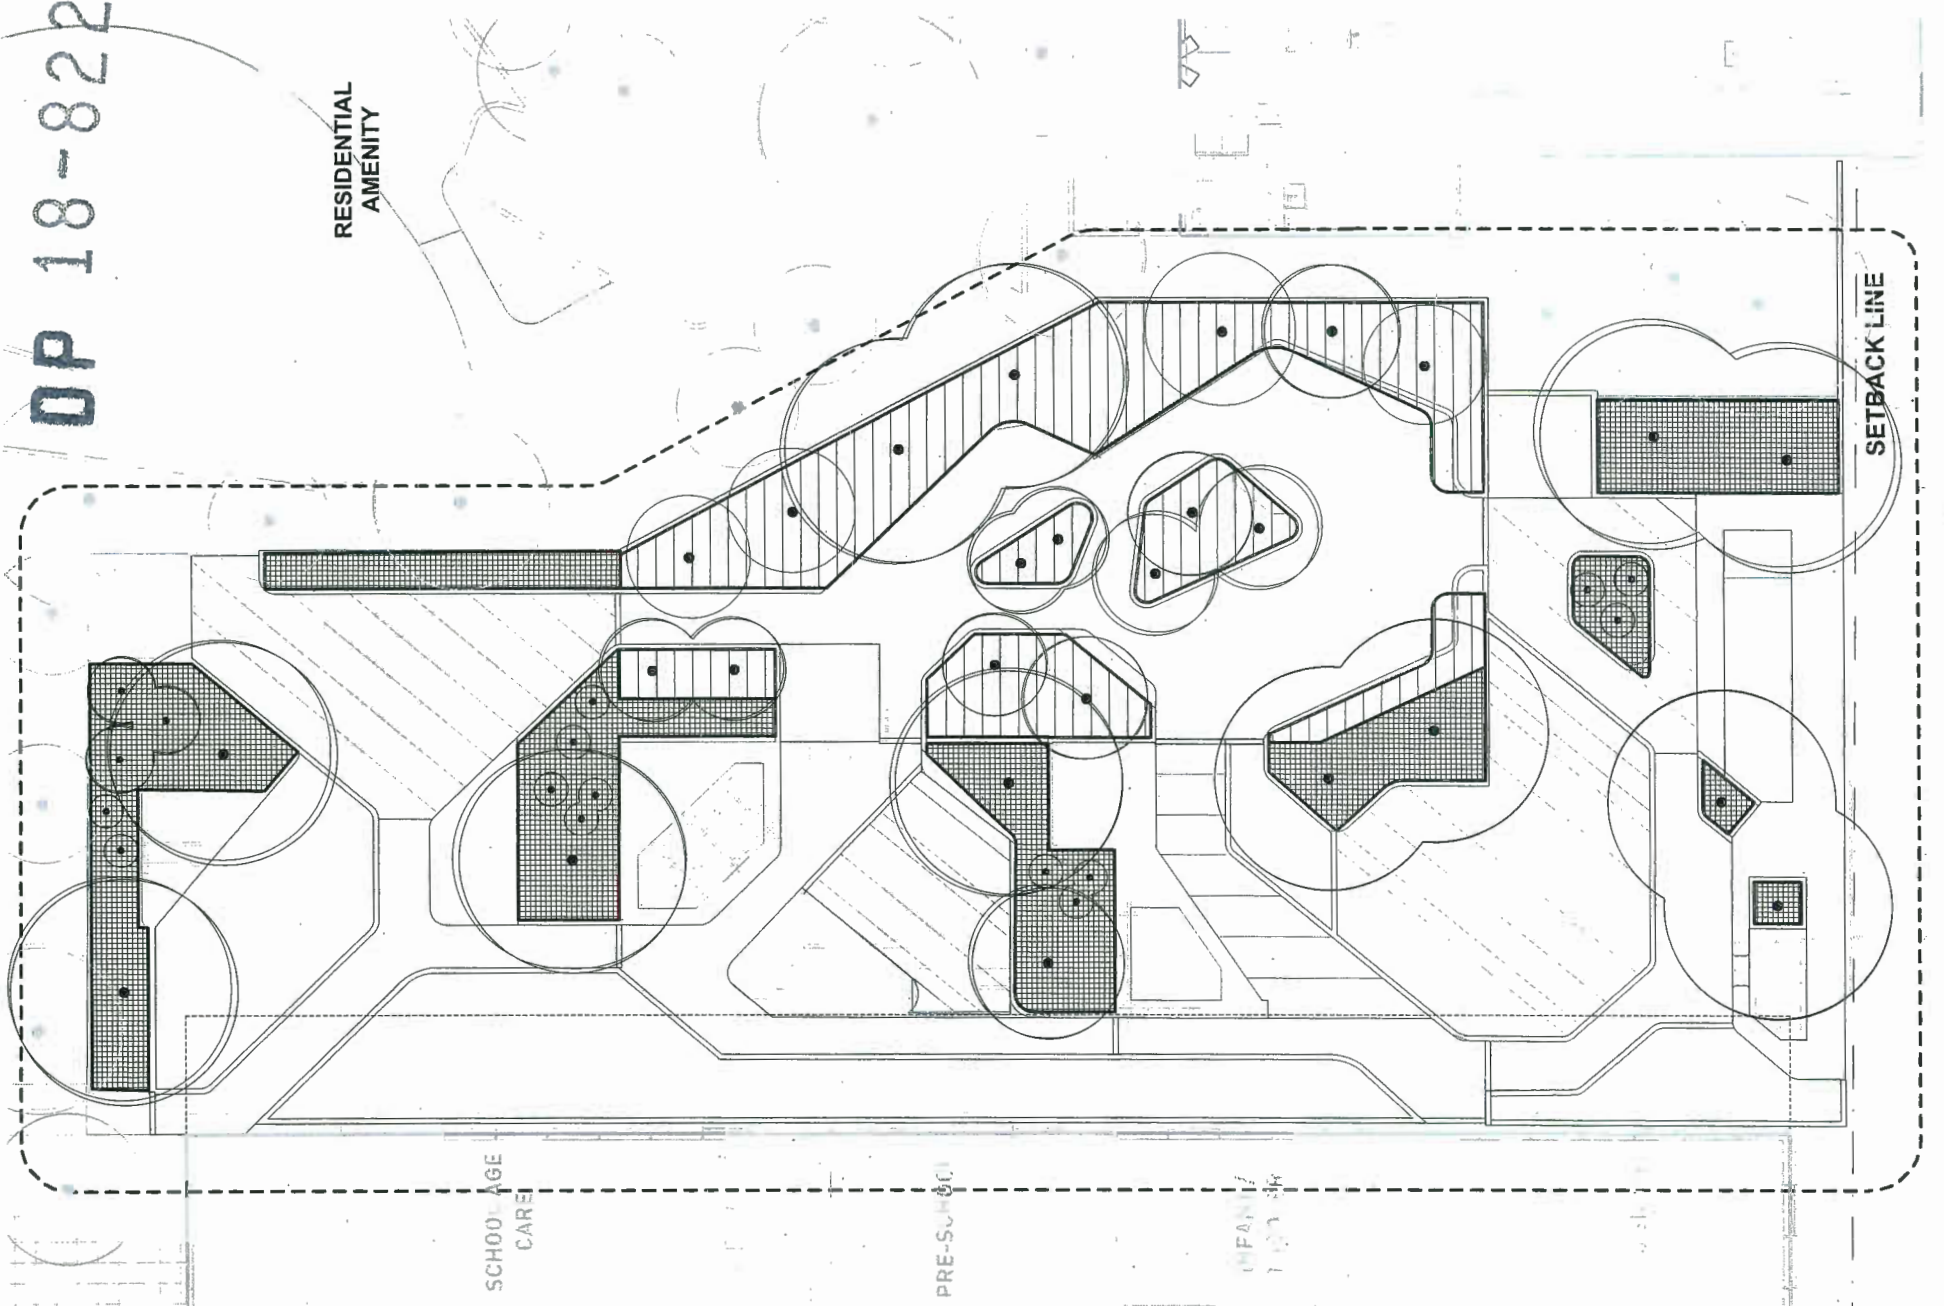 DP 18-822
RESIDENTIAL
AMENITY
SETBACK LINE
SCHOOL AGE
CARE
PRE-SCHOOL